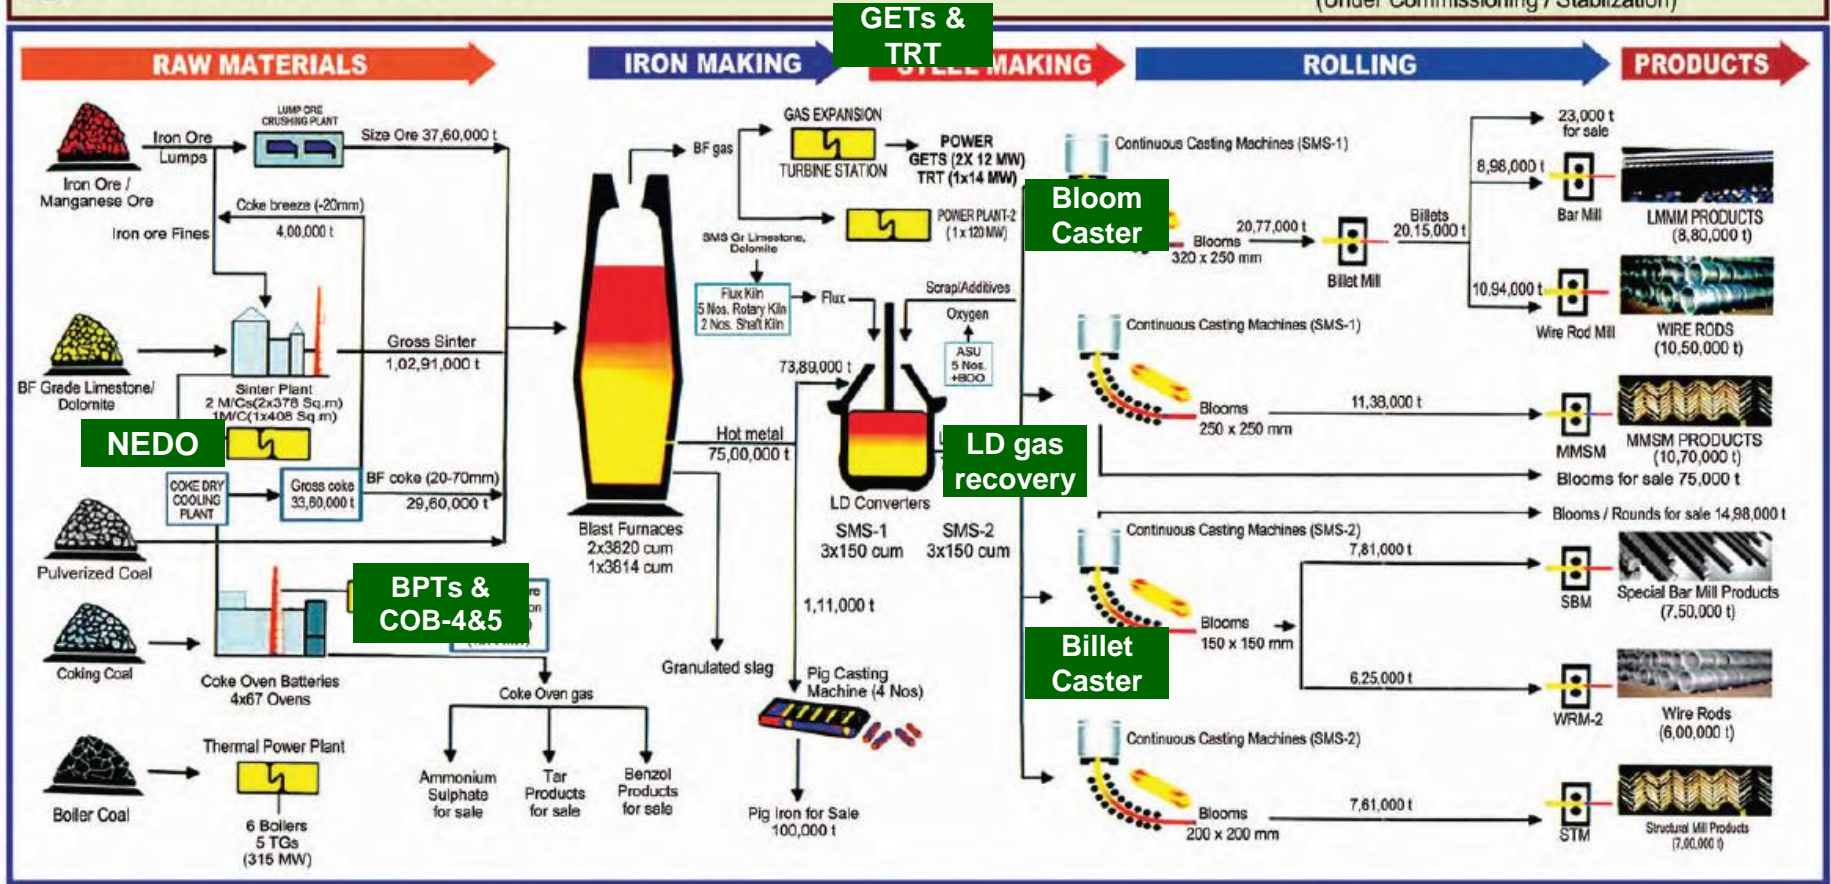 (Under Commissioning / Stablization)
GETs &
TRT
RAW MATERIALS
IRON MAKING
STEEL MAKING
ROLLING
PRODUCTS
Iron Ore /
Manganese Ore
Iron Ore
Lumps
LUMP ORE
CRUSHING PLANT
Size Ore 37,60,000 t
Coke breeze (-20mm)
4,00,000 t
Iron ore Fines
BF Grade Limestone/
Dolomite
Sinter Plant
2 M/Cs(2x378 Sq.m)
1M/C(1x408 Sq.m)
Gross Sinter
1,02,91,000 t
NEDO
COKE DRY
COOLING
PLANT
Gross coke
33,60,000 t
BF coke (20-70mm)
29,60,000 t
Pulverized Coal
BPTs &
COB-4&5
Coking Coal
Coke Oven Batteries
4x67 Ovens
Coke Oven gas
Ammonium
Sulphate
for sale
Tar
Products
for sale
Benzol
Products
for sale
Boiler Coal
Thermal Power Plant
6 Boilers
5 TGs
(315 MW)
BF gas
GAS EXPANSION
TURBINE STATION
POWER
GETS (2X 12 MW)
TRT (1x14 MW)
POWER PLANT-2
(1 x 120 MW)
SMS Gr Limestone,
Dolomite
Flux Kiln
5 Nos. Rotary Kiln
2 Nos. Shaft Kiln
Flux
Scrap/Additives
Oxygen
ASU
5 Nos.
+BOO
73,89,000 t
Hot metal
75,00,000 t
Blast Furnaces
2x3820 cum
1x3814 cum
LD gas
recovery
LD Converters
SMS-1
3x150 cum
SMS-2
3x150 cum
1,11,000 t
Granulated slag
Pig Casting
Machine (4 Nos)
Pig Iron for Sale
100,000 t
Continuous Casting Machines (SMS-1)
Bloom
Caster
Blooms
320 x 250 mm
20,77,000 t
Billet Mill
Billets
20,15,000 t
23,000 t
for sale
8,98,000 t
Bar Mill
LMMM PRODUCTS
(8,80,000 t)
10,94,000 t
Wire Rod Mill
WIRE RODS
(10,50,000 t)
Continuous Casting Machines (SMS-1)
Blooms
250 x 250 mm
11,38,000 t
MMSM
MMSM PRODUCTS
(10,70,000 t)
Blooms for sale 75,000 t
Blooms / Rounds for sale 14,98,000 t
Continuous Casting Machines (SMS-2)
Blooms
150 x 150 mm
7,81,000 t
SBM
Special Bar Mill Products
(7,50,000 t)
Billet
Caster
6,25,000 t
WRM-2
Wire Rods
(6,00,000 t)
Continuous Casting Machines (SMS-2)
Blooms
200 x 200 mm
7,61,000 t
STM
Structural Mill Products
(7,00,000 t)